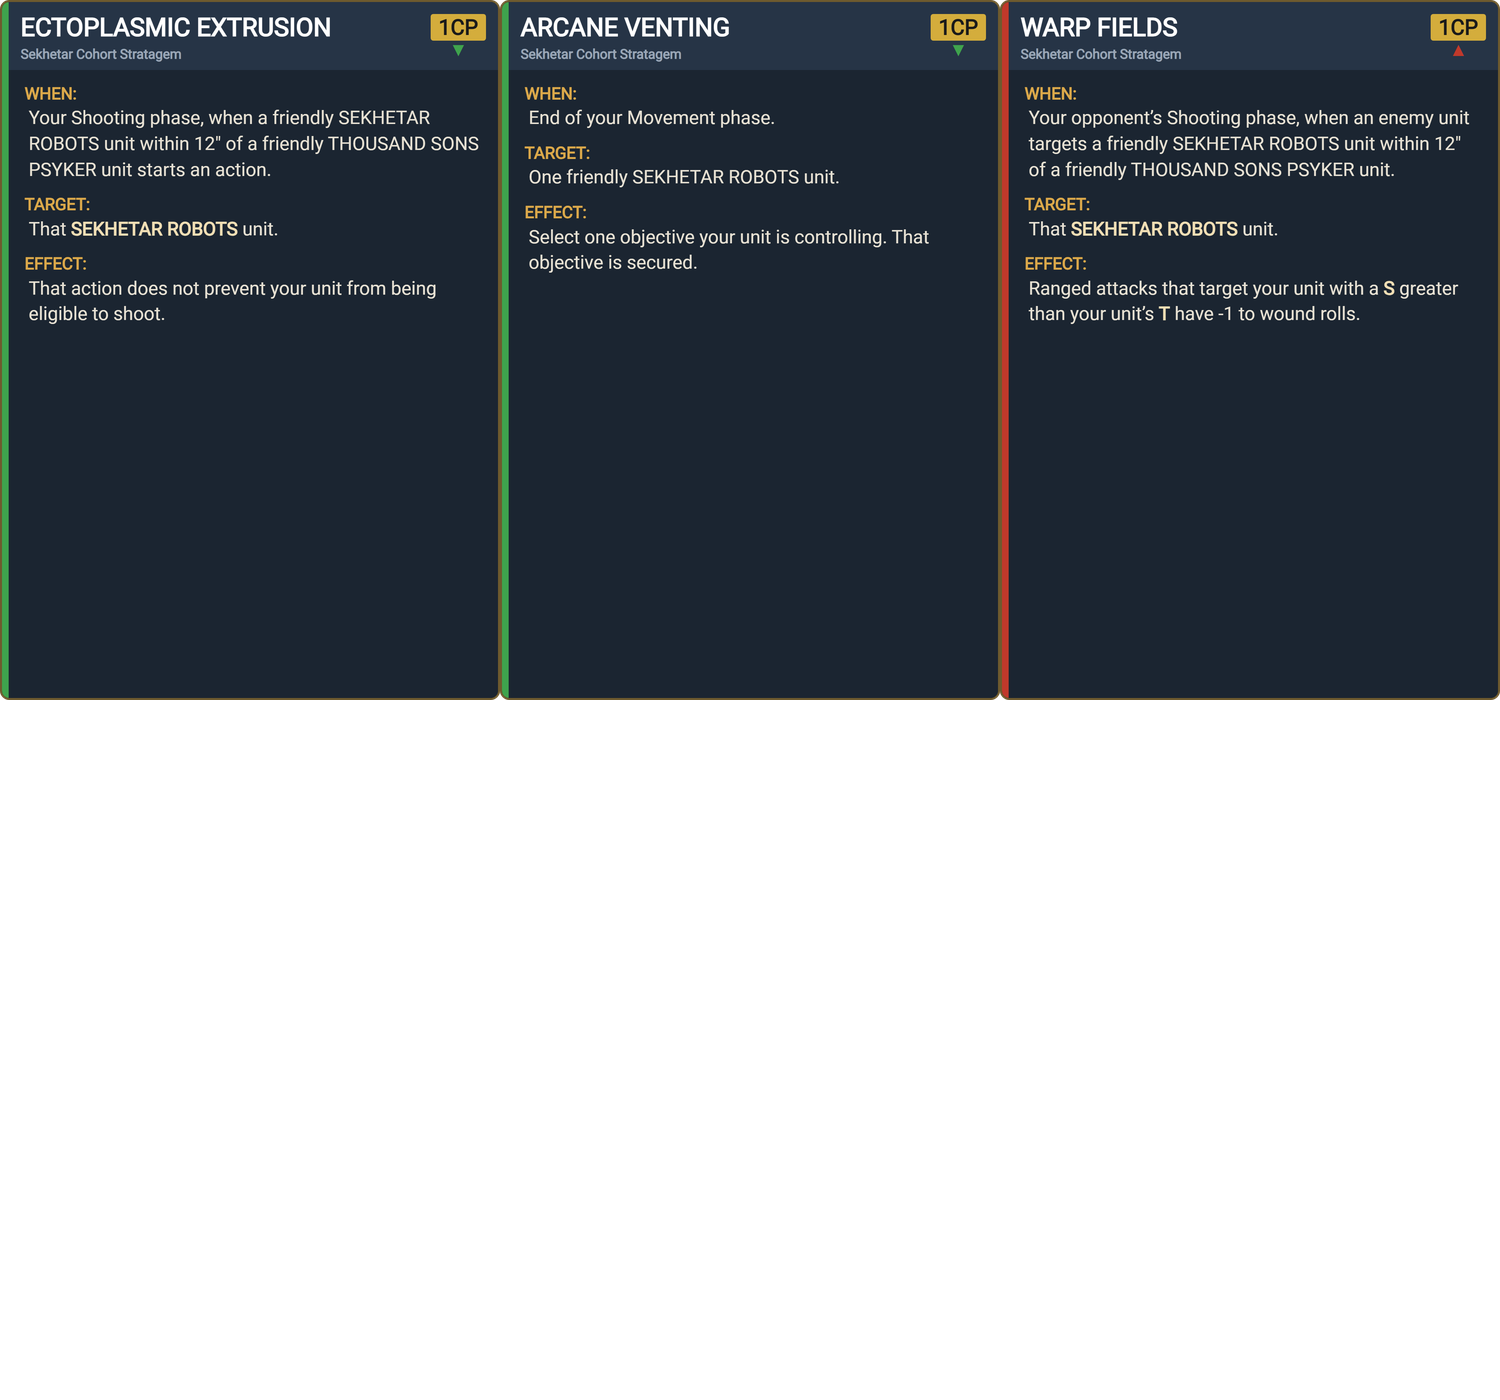 ECTOPLASMIC EXTRUSION
1CP
Sekhetar Cohort Stratagem
WHEN:
Your Shooting phase, when a friendly SEKHETAR
ROBOTS unit within 12" of a friendly THOUSAND SONS
PSYKER unit starts an action.
TARGET:
That SEKHETAR ROBOTS unit.
EFFECT:
That action does not prevent your unit from being
eligible to shoot.
ARCANE VENTING
1CP
Sekhetar Cohort Stratagem
WHEN:
End of your Movement phase.
TARGET:
One friendly SEKHETAR ROBOTS unit.
EFFECT:
Select one objective your unit is controlling. That
objective is secured.
WARP FIELDS
1CP
Sekhetar Cohort Stratagem
WHEN:
Your opponent’s Shooting phase, when an enemy unit
targets a friendly SEKHETAR ROBOTS unit within 12"
of a friendly THOUSAND SONS PSYKER unit.
TARGET:
That SEKHETAR ROBOTS unit.
EFFECT:
Ranged attacks that target your unit with a S greater
than your unit’s T have -1 to wound rolls.